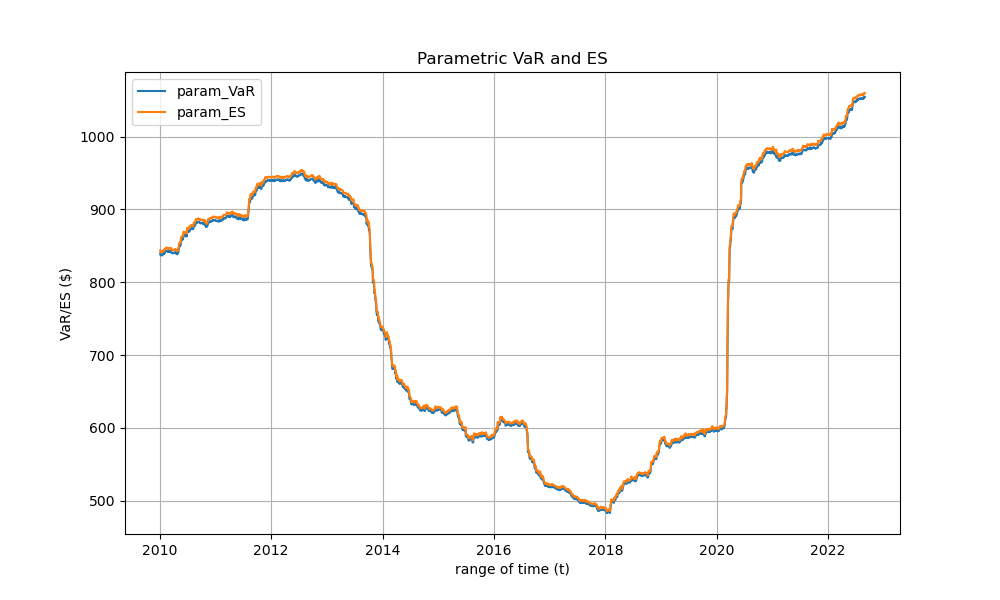 Parametric VaR and ES
param_VaR
param_ES
VaR/ES ($)
1000
900
800
700
600
500
2010 2012 2014 2016 2018 2020 2022
range of time (t)